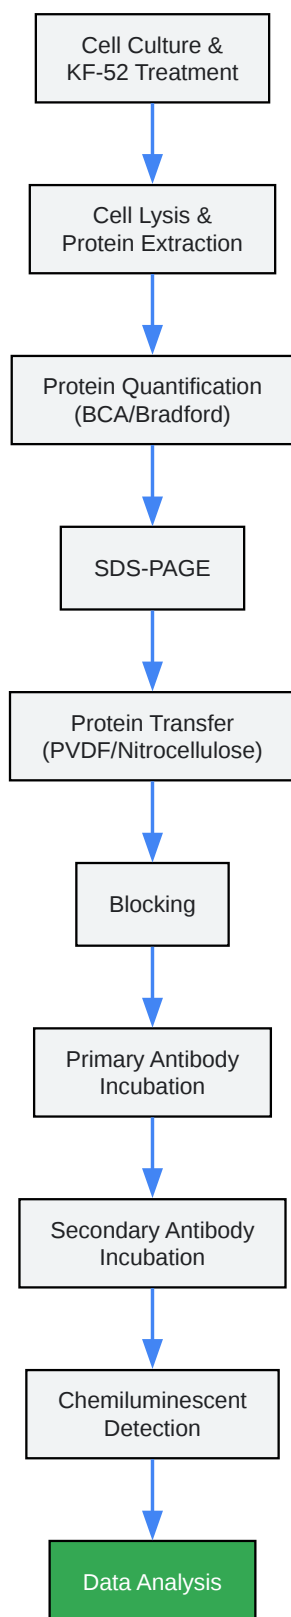 Cell Culture &
KF-52 Treatment
Cell Lysis &
Protein Extraction
Protein Quantification
(BCA/Bradford)
SDS-PAGE
Protein Transfer
(PVDF/Nitrocellulose)
Blocking
Primary Antibody
Incubation
Secondary Antibody
Incubation
Chemiluminescent
Detection
Data Analysis